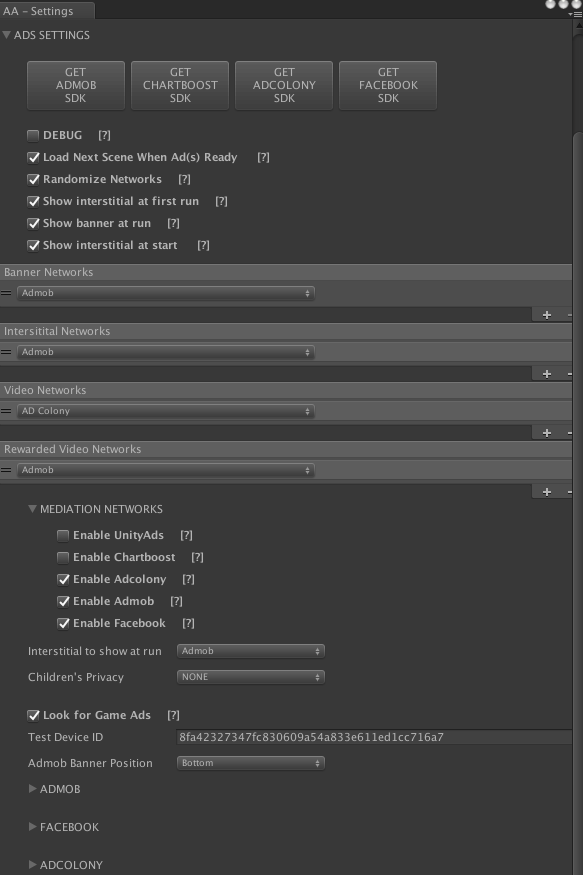 AA - Settings
ADS SETTINGS
GET
ADMOB
SDK
GET
CHARTBOOST
SDK
GET
ADCOLONY
SDK
GET
FACEBOOK
SDK
DEBUG [?]
Load Next Scene When Ad(s) Ready [?]
Randomize Networks [?]
Show interstitial at first run [?]
Show banner at run [?]
Show interstitial at start [?]
Banner Networks
Admob
+ -
Intersitital Networks
Admob
+ -
Video Networks
AD Colony
+ -
Rewarded Video Networks
Admob
+ -
MEDIATION NETWORKS
Enable UnityAds [?]
Enable Chartboost [?]
Enable Adcolony [?]
Enable Admob [?]
Enable Facebook [?]
Interstitial to show at run Admob
Children's Privacy NONE
Look for Game Ads [?]
Test Device ID 8fa42327347fc830609a54a833e611ed1cc716a7
Admob Banner Position Bottom
ADMOB
FACEBOOK
ADCOLONY